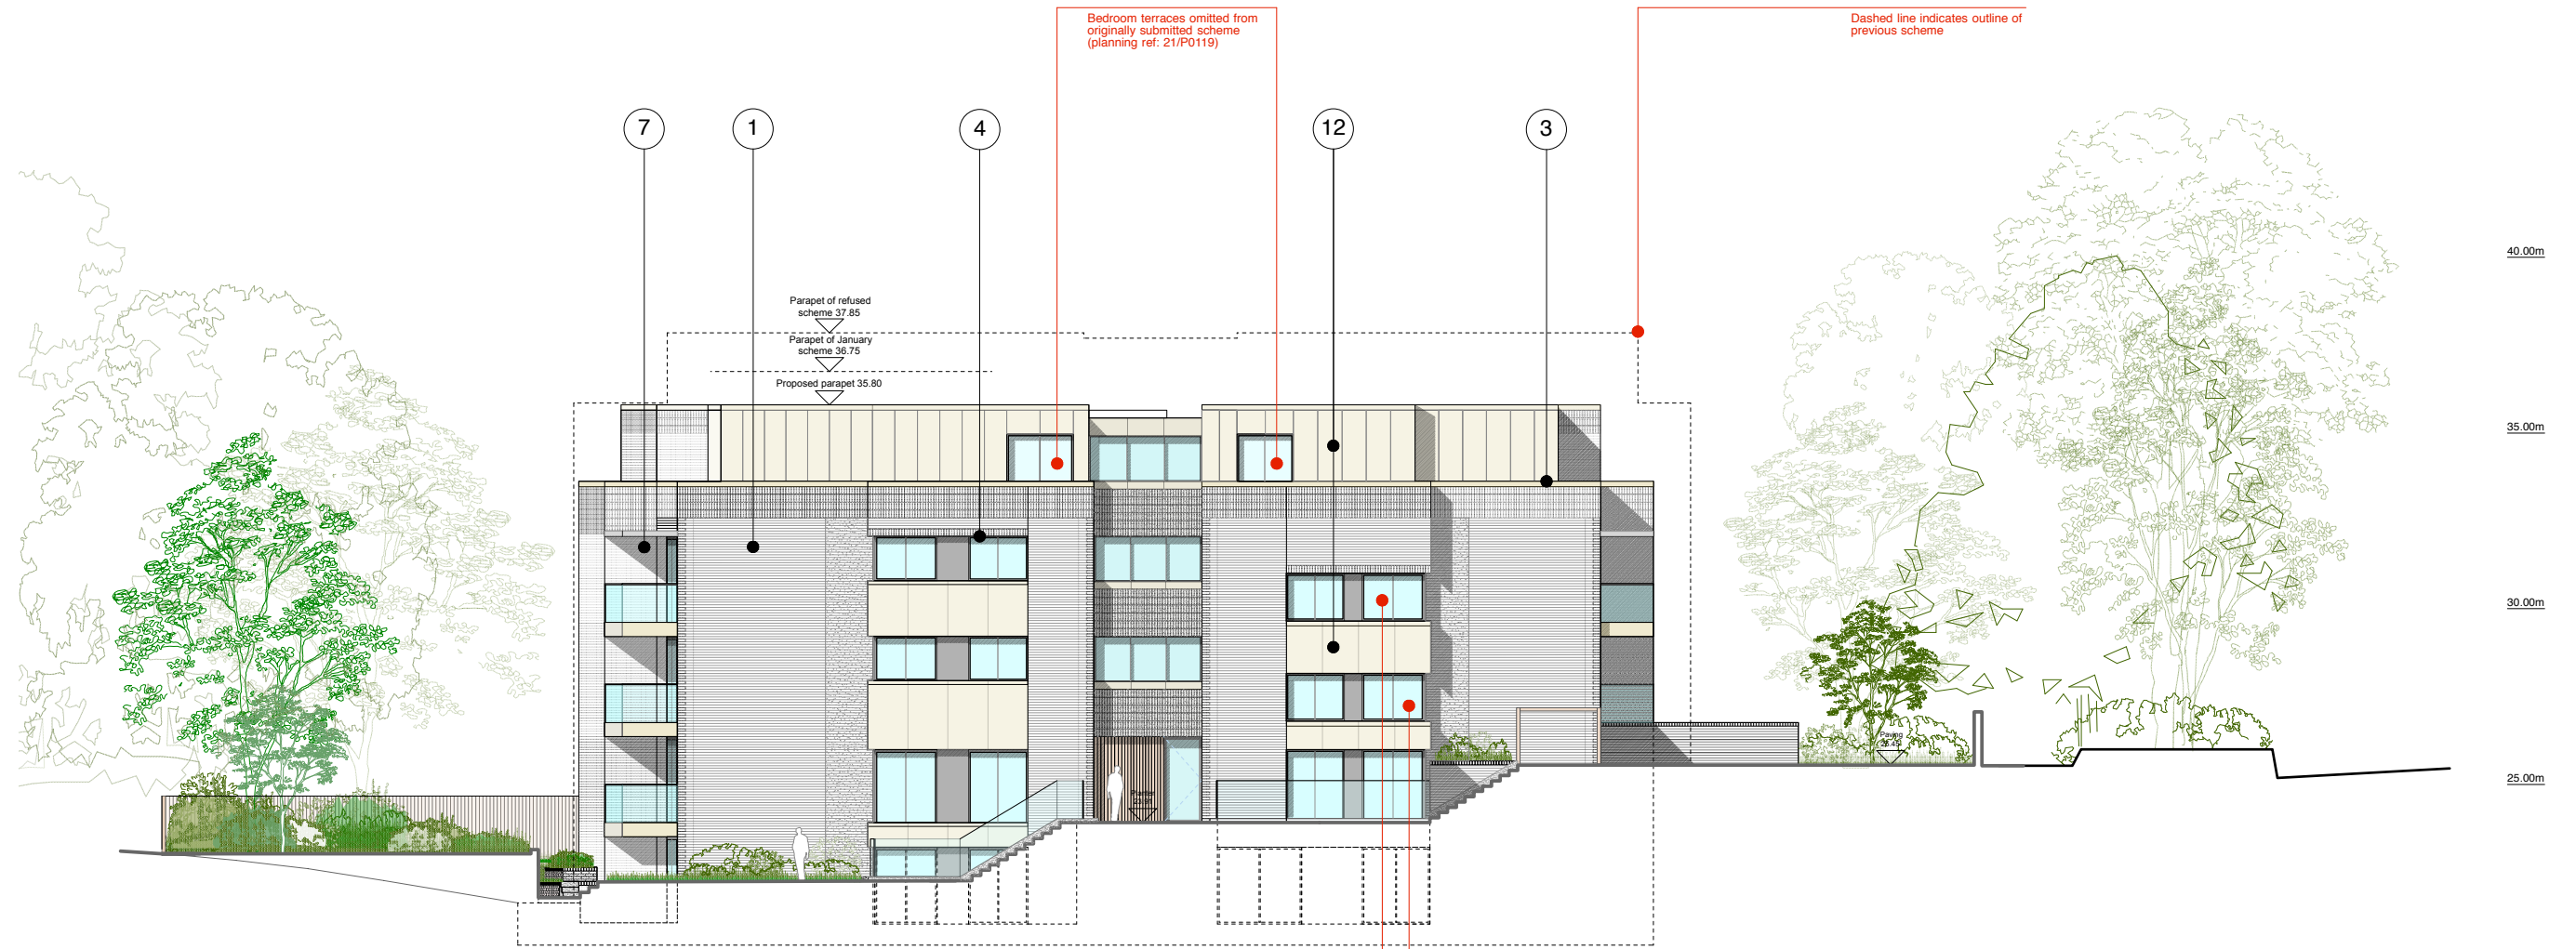 Bedroom terraces omitted from
originally submitted scheme
(planning ref: 21/P0119)
Dashed line indicates outline of
previous scheme
7
1
4
12
3
40.00m
Parapet of refused
scheme 37.85
Parapet of January
scheme 36.75
Proposed parapet 35.80
35.00m
30.00m
Paving
25.00m
Planter